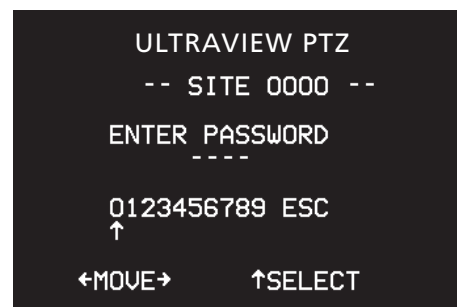 ULTRAVIEW PTZ
-- SITE 0000 --
ENTER PASSWORD
----
0123456789 ESC
↑
←MOVE→ ↑SELECT